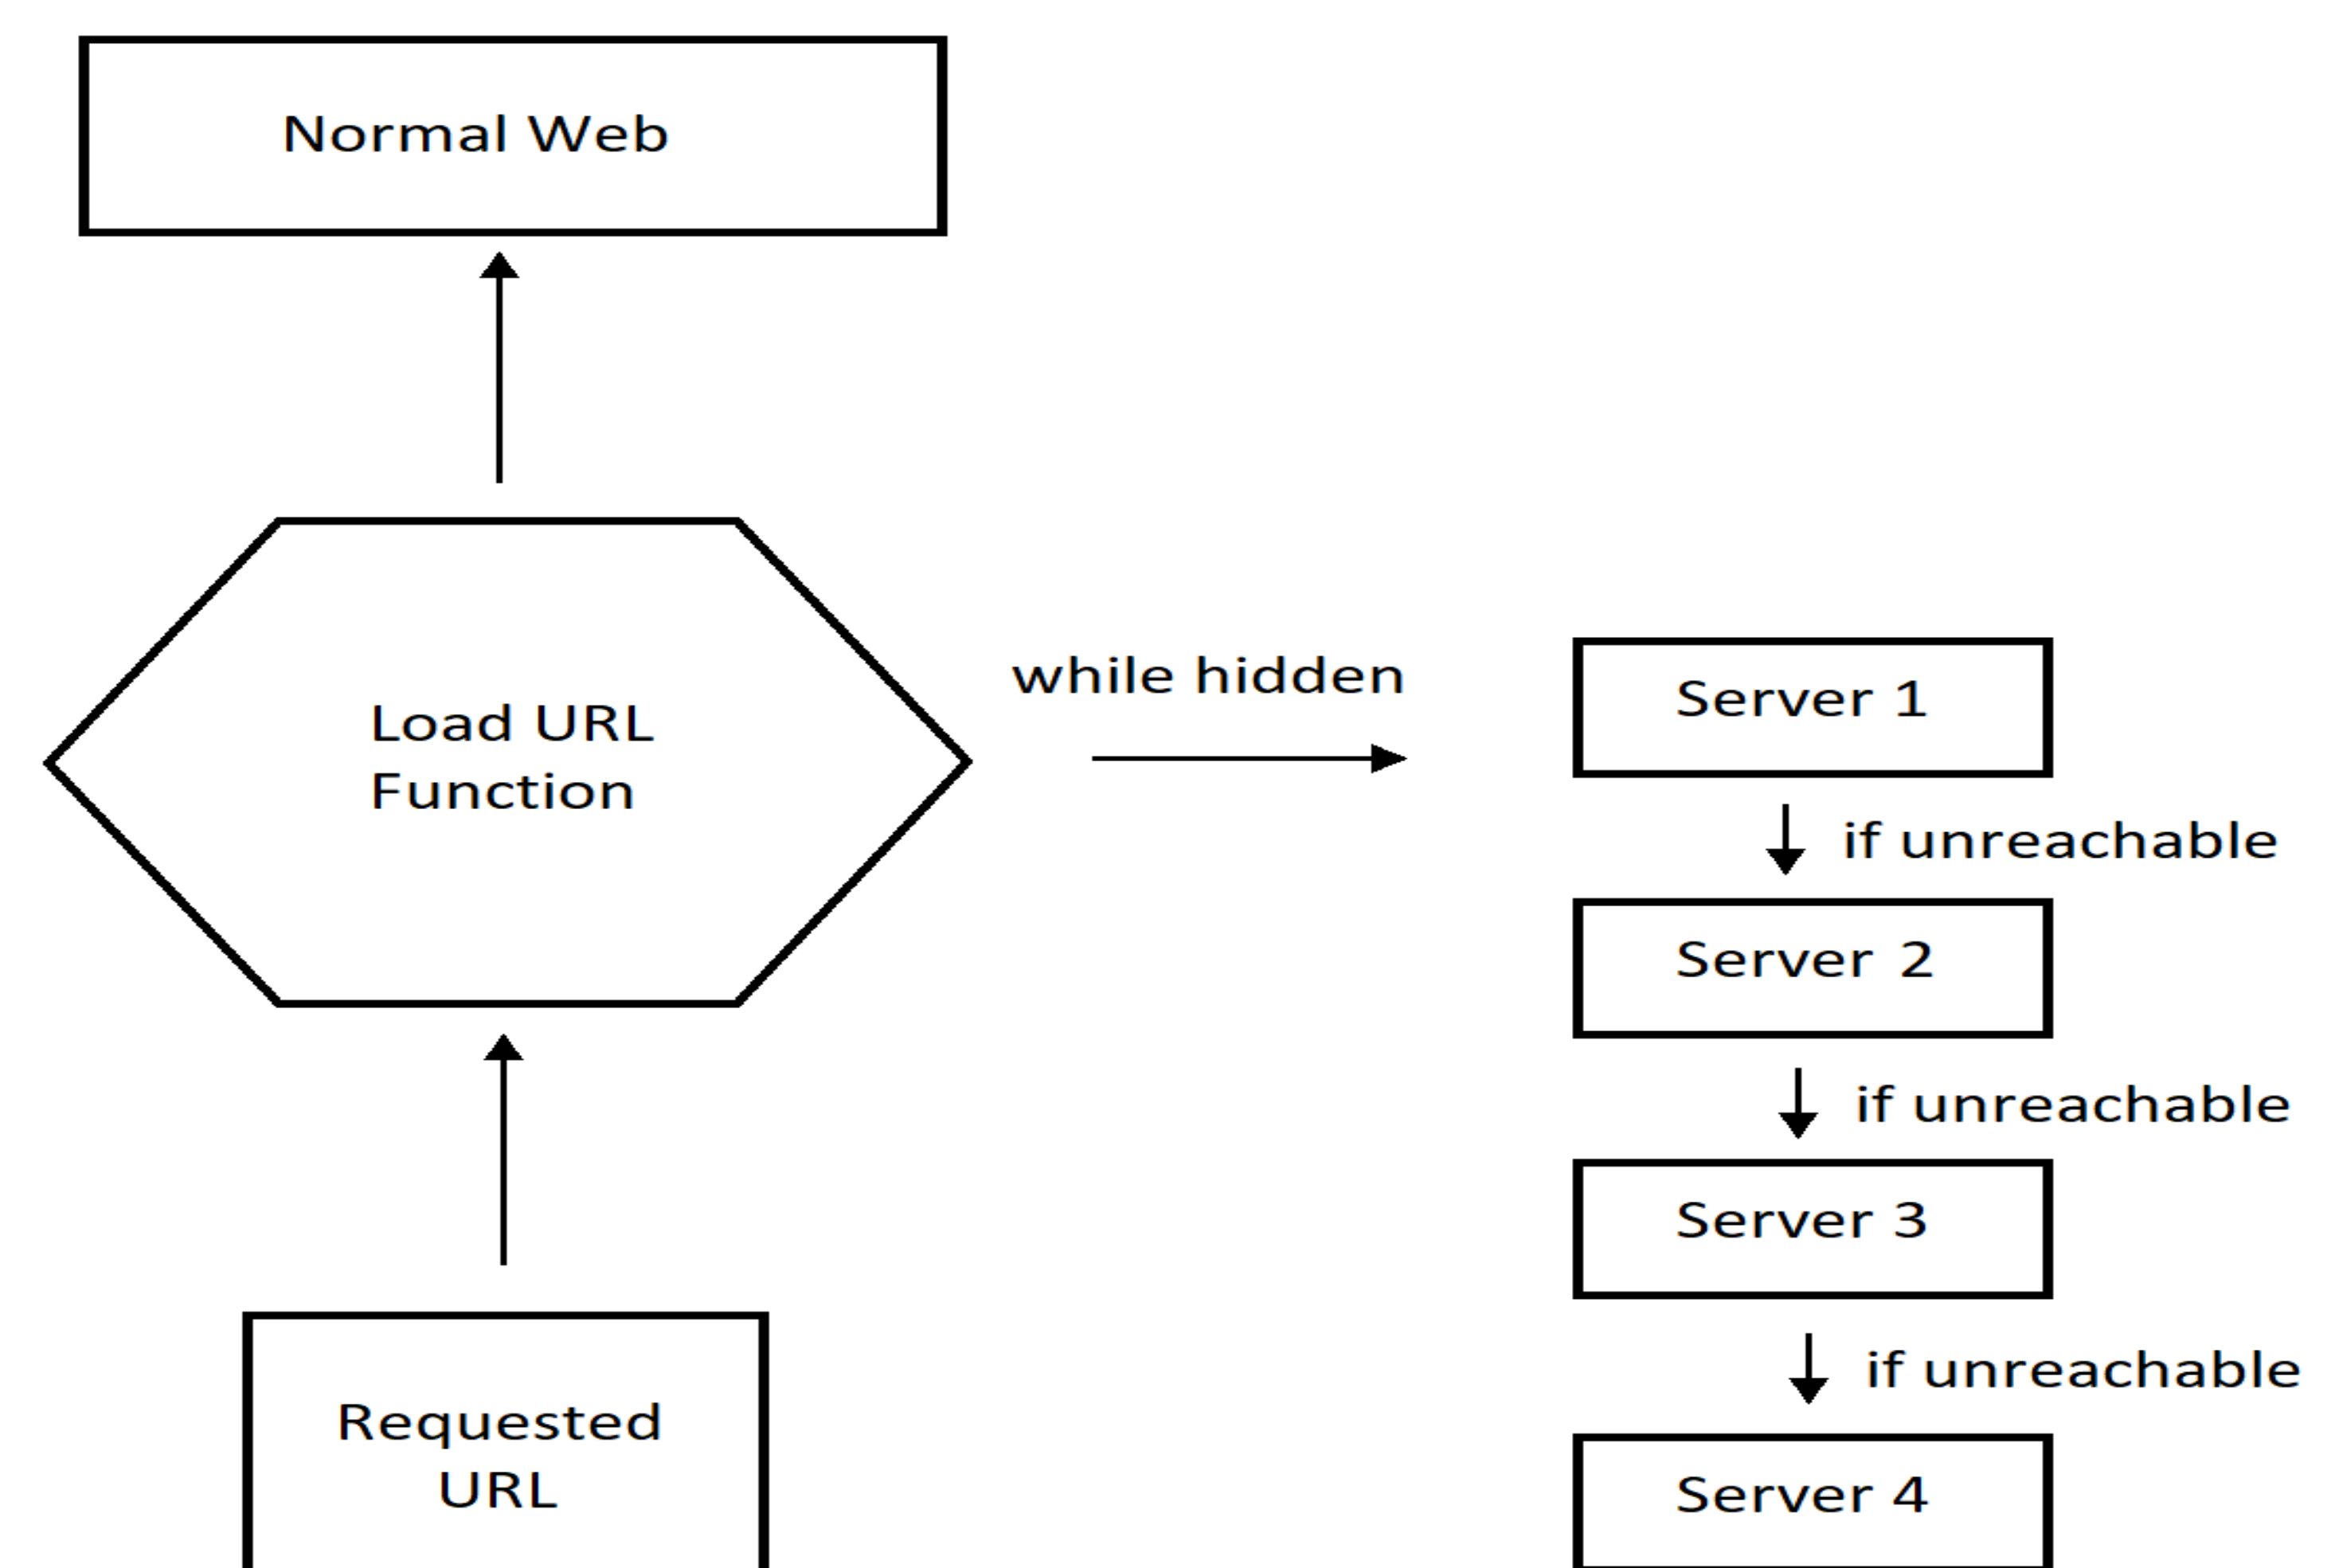 Normal Web
Load URL
Function
while hidden
Server 1
if unreachable
Server 2
if unreachable
Server 3
if unreachable
Server 4
Requested
URL